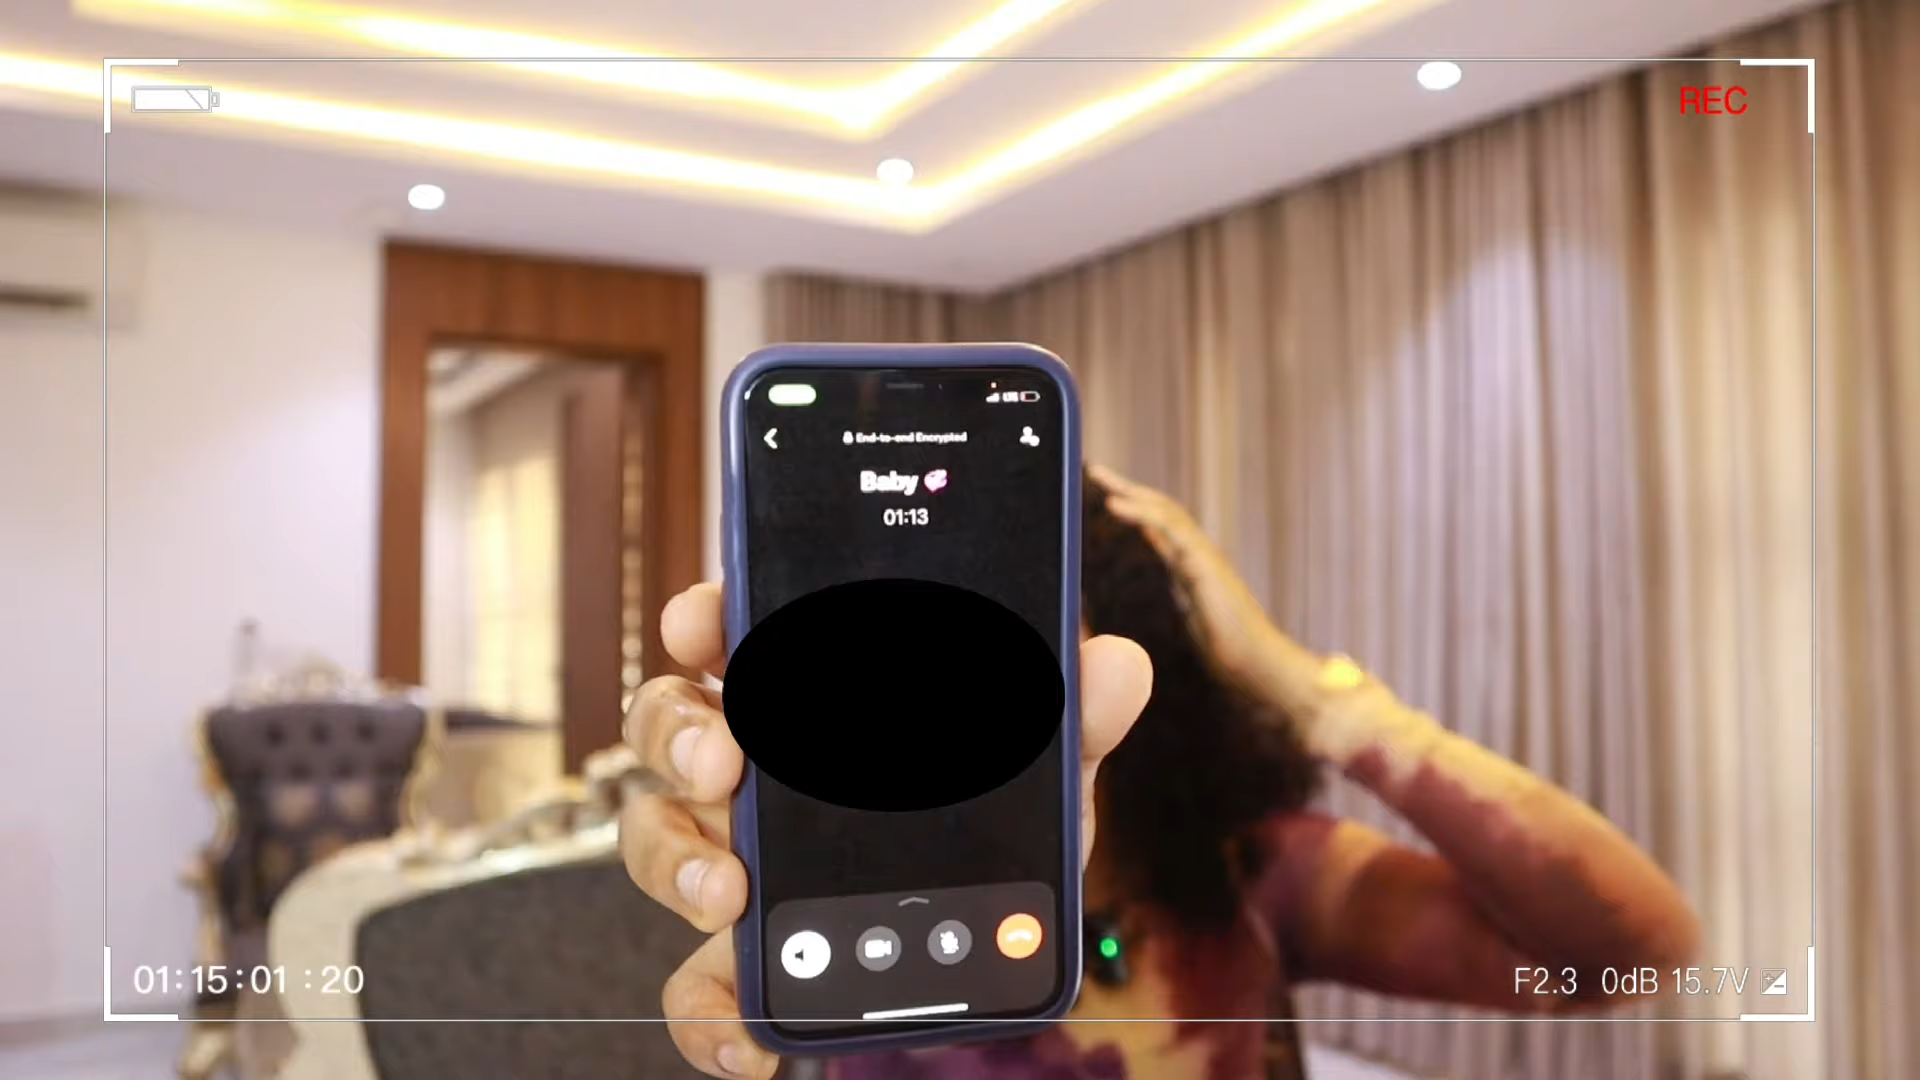 REC
End-to-end Encrypted
Baby 💞
01:13
01:15:01 :20
F2.3 0dB 15.7V